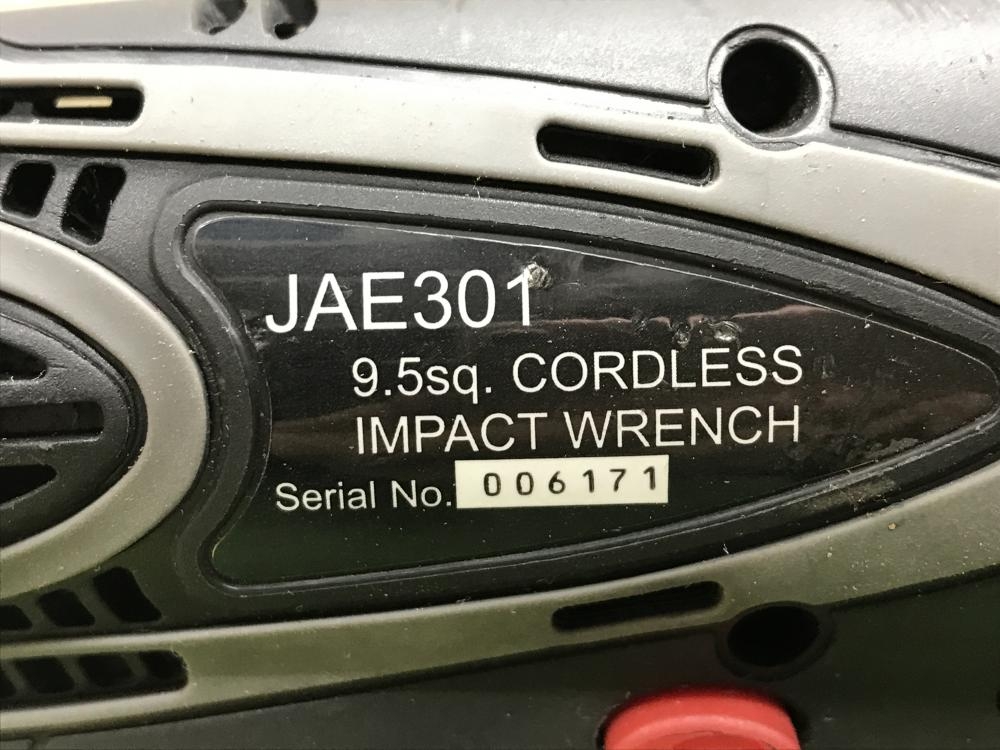 JAE301
9.5sq. CORDLESS
IMPACT WRENCH
Serial No. 006171